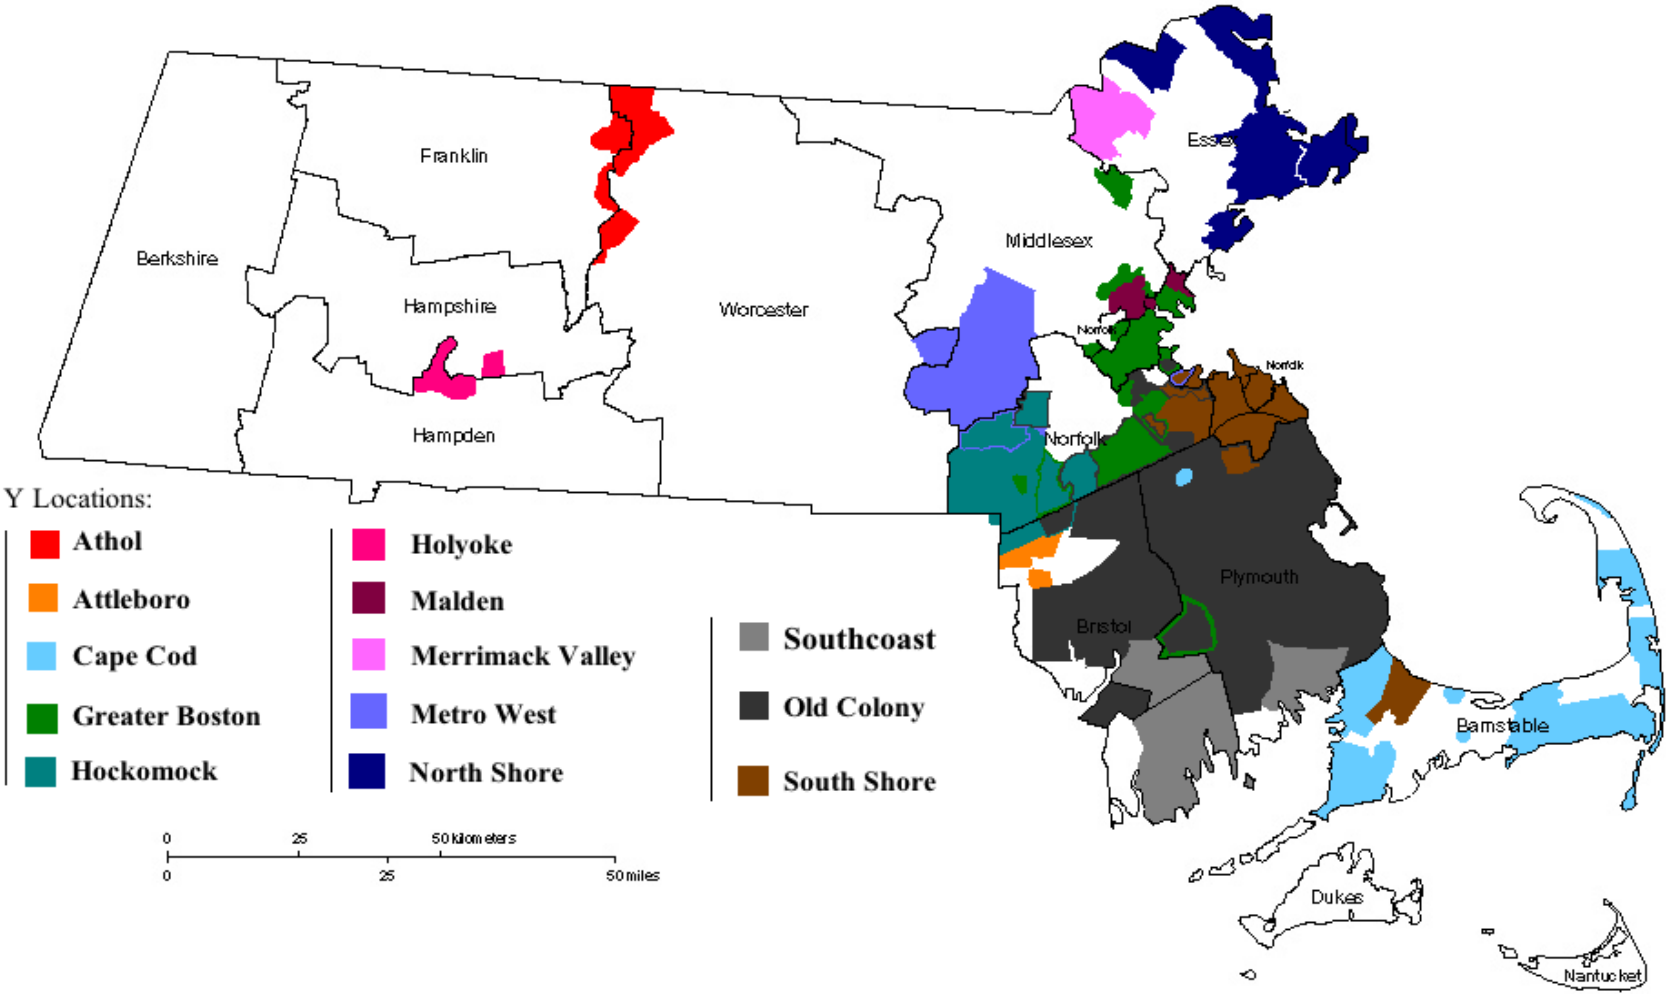 Franklin
Berkshire
Hampshire
Hampden
Worcester
Middlesex
Esse
Norfolk
Norfolk
Norfolk
Bristol
Plymouth
Barnstable
Dukes
Nantucket
Y Locations:
Athol
Attleboro
Cape Cod
Greater Boston
Hockomock
Holyoke
Malden
Merrimack Valley
Metro West
North Shore
Southcoast
Old Colony
South Shore
0 25 50 kilometers
0 25 50 miles